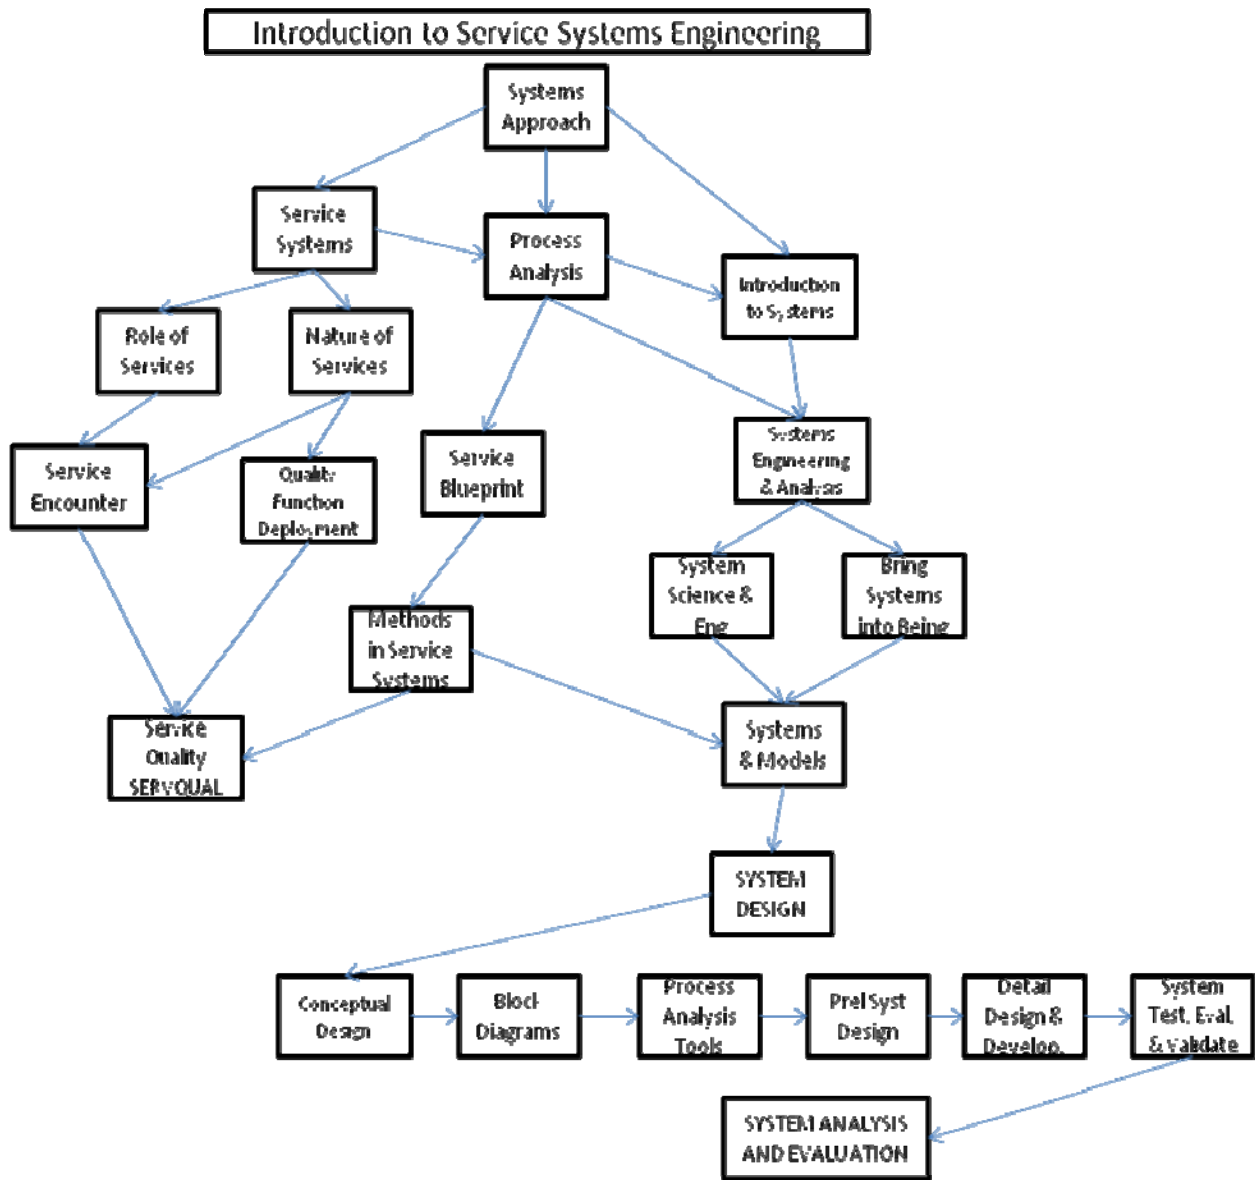 Introduction to Service Systems Engineering
Systems
Approach
Service
Systems
Process
Analysis
Introduction
to Systems
Role of
Services
Nature of
Services
Service
Encounter
Quality
Function
Deployment
Service
Blueprint
Systems
Engineering
& Analysis
System
Science &
Eng
Bring
Systems
into Being
Methods
in Service
Systems
Service
Quality
SERVQUAL
Systems
& Models
SYSTEM
DESIGN
Conceptual
Design
Block
Diagrams
Process
Analysis
Tools
Prel Syst
Design
Detail
Design &
Develop.
System
Test, Eval,
& Validate
SYSTEM ANALYSIS
AND EVALUATION